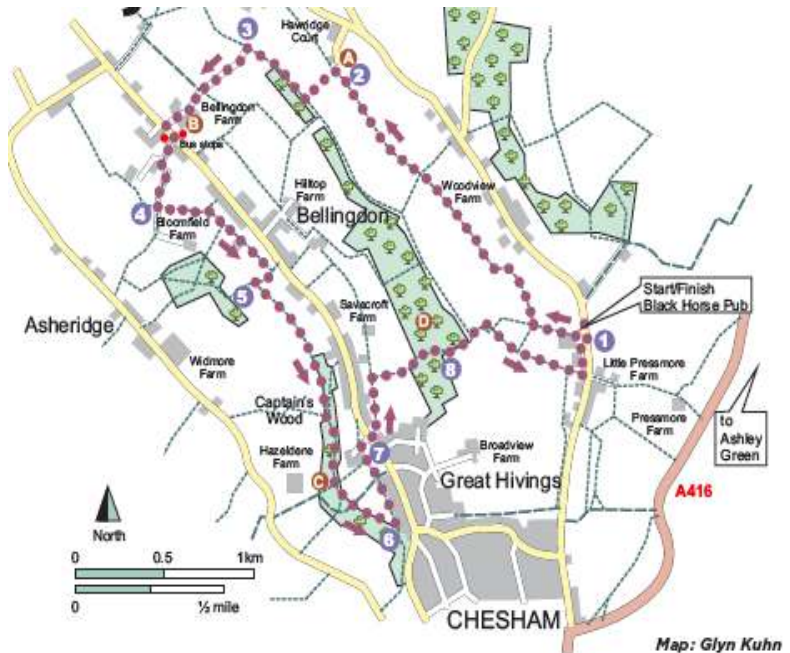 Hawridge
Court
3
A
2
Bellingdon
Farm
B
Bus stops
Woodview
Farm
Hilltop
Farm
Bellingdon
4
Bloomfield
Farm
Start/Finish
Black Horse Pub
5
Savecroft
Farm
D
1
Asheridge
Widmore
Farm
8
Little Pressmore
Farm
Captain's
Wood
Pressmore
Farm
to
Ashley
Green
Hazeldene
Farm
7
Broadview
Farm
C
Great Hivings
A416
North
6
0 0.5 1km
0 ½ mile
CHESHAM
Map: Glyn Kuhn